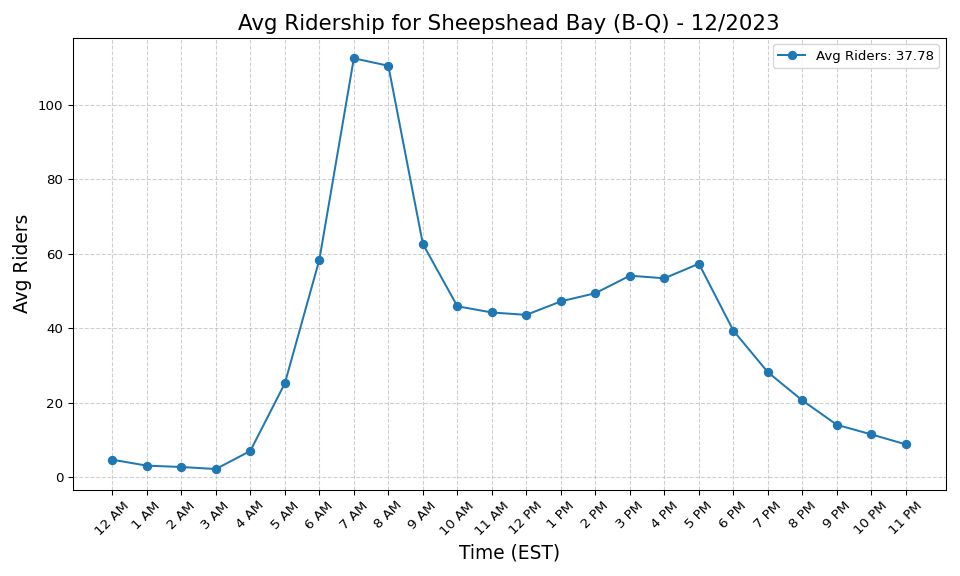 Avg Ridership for Sheepshead Bay (B-Q) - 12/2023
Avg Riders: 37.78
Avg Riders
100
80
60
40
20
0
12 AM 1 AM 2 AM 3 AM 4 AM 5 AM 6 AM 7 AM 8 AM 9 AM 10 AM 11 AM 12 PM 1 PM 2 PM 3 PM 4 PM 5 PM 6 PM 7 PM 8 PM 9 PM 10 PM 11 PM
Time (EST)